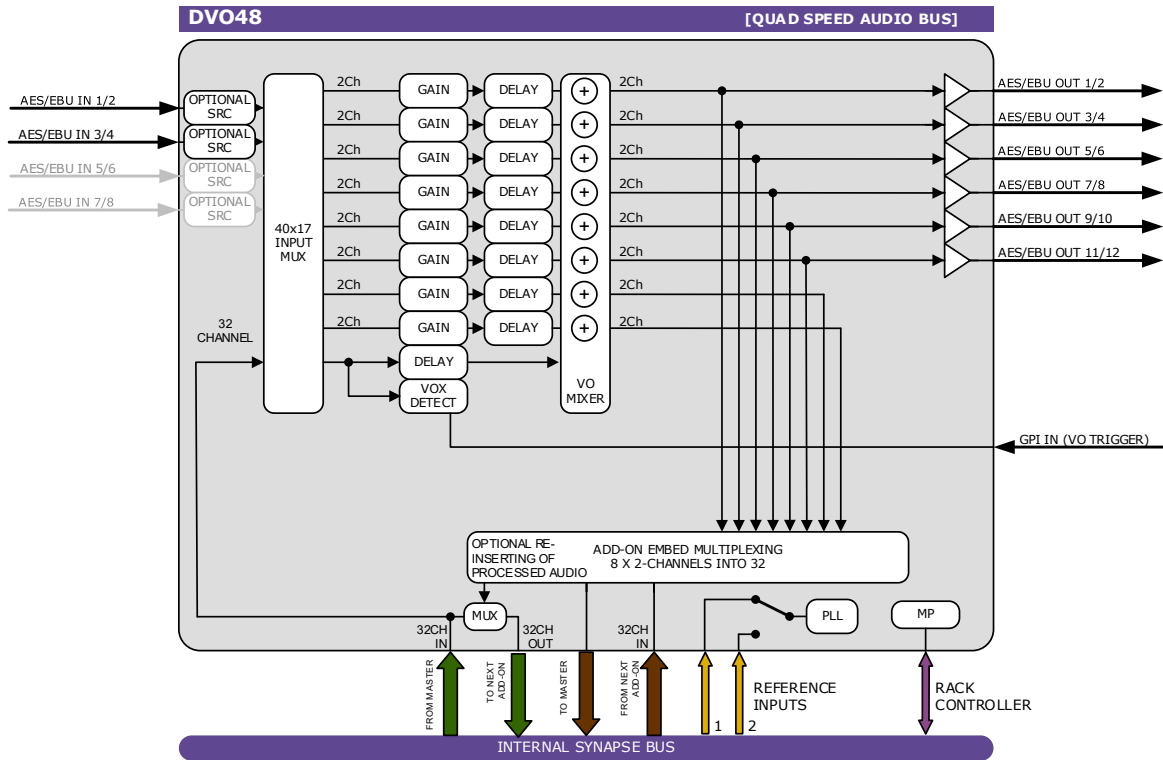 DVO48 [QUAD SPEED AUDIO BUS]
AES/EBU IN 1/2
AES/EBU IN 3/4
AES/EBU IN 5/6
AES/EBU IN 7/8
OPTIONAL
SRC
OPTIONAL
SRC
OPTIONAL
SRC
OPTIONAL
SRC
40x17
INPUT
MUX
32
CHANNEL
2Ch GAIN DELAY + 2Ch AES/EBU OUT 1/2
2Ch GAIN DELAY + 2Ch AES/EBU OUT 3/4
2Ch GAIN DELAY + 2Ch AES/EBU OUT 5/6
2Ch GAIN DELAY + 2Ch AES/EBU OUT 7/8
2Ch GAIN DELAY + 2Ch AES/EBU OUT 9/10
2Ch GAIN DELAY + 2Ch AES/EBU OUT 11/12
2Ch GAIN DELAY + 2Ch
2Ch GAIN DELAY + 2Ch
DELAY
VOX
DETECT
VO
MIXER
GPI IN (VO TRIGGER)
OPTIONAL RE-
INSERTING OF
PROCESSED AUDIO
ADD-ON EMBED MULTIPLEXING
8 X 2-CHANNELS INTO 32
MUX
PLL
MP
32CH
IN
32CH
OUT
32CH
IN
FROM MASTER
TO NEXT
ADD-ON
TO MASTER
FROM NEXT
ADD-ON
1
2
REFERENCE
INPUTS
RACK
CONTROLLER
INTERNAL SYNAPSE BUS